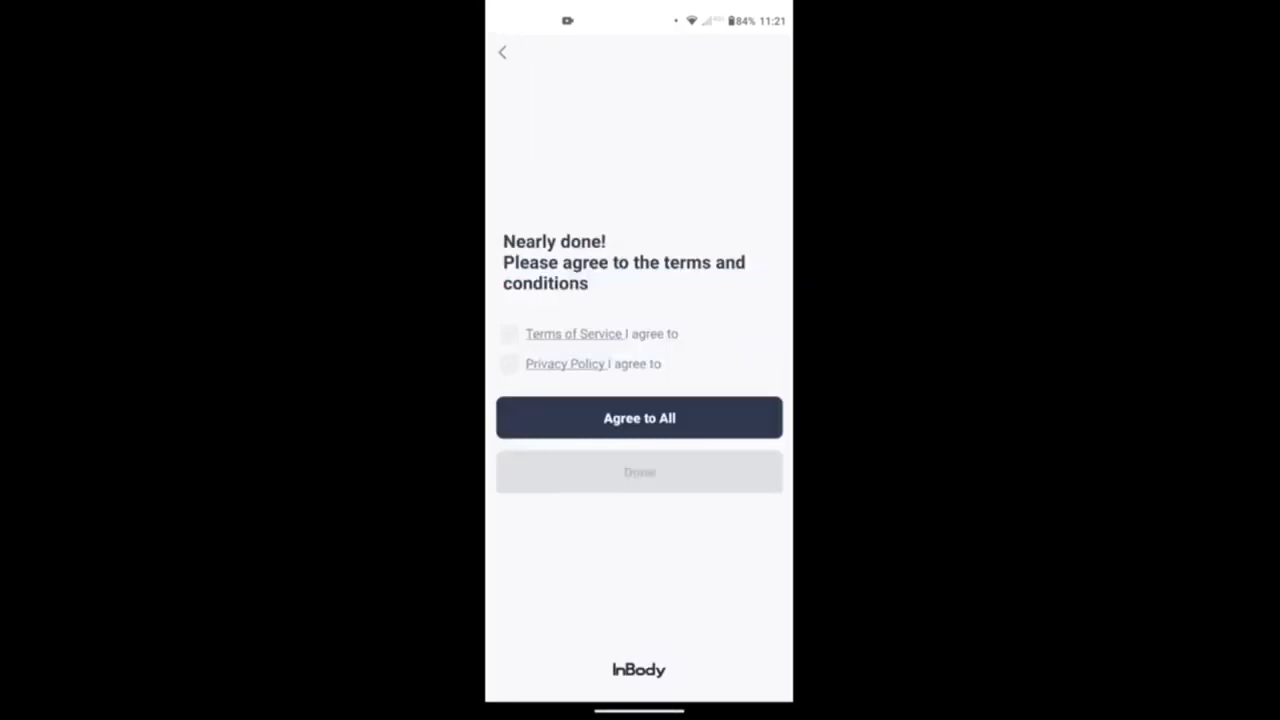 84% 11:21
Nearly done!
Please agree to the terms and
conditions
Terms of Service I agree to
Privacy Policy I agree to
Agree to All
Done
InBody